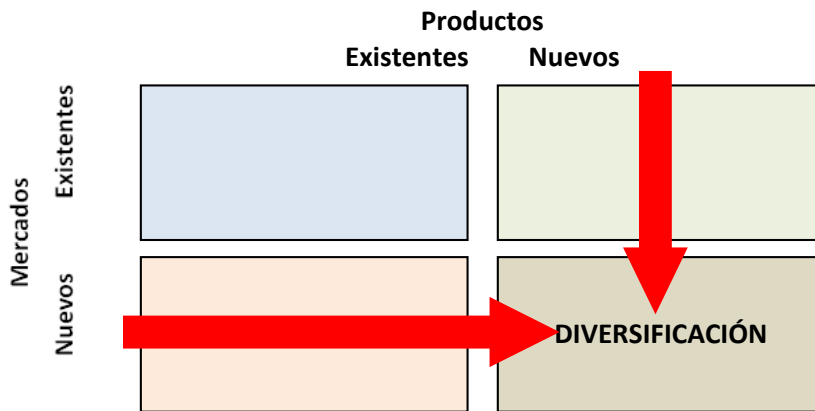 Productos
Existentes Nuevos
Mercados
Existentes
Nuevos
DIVERSIFICACIÓN